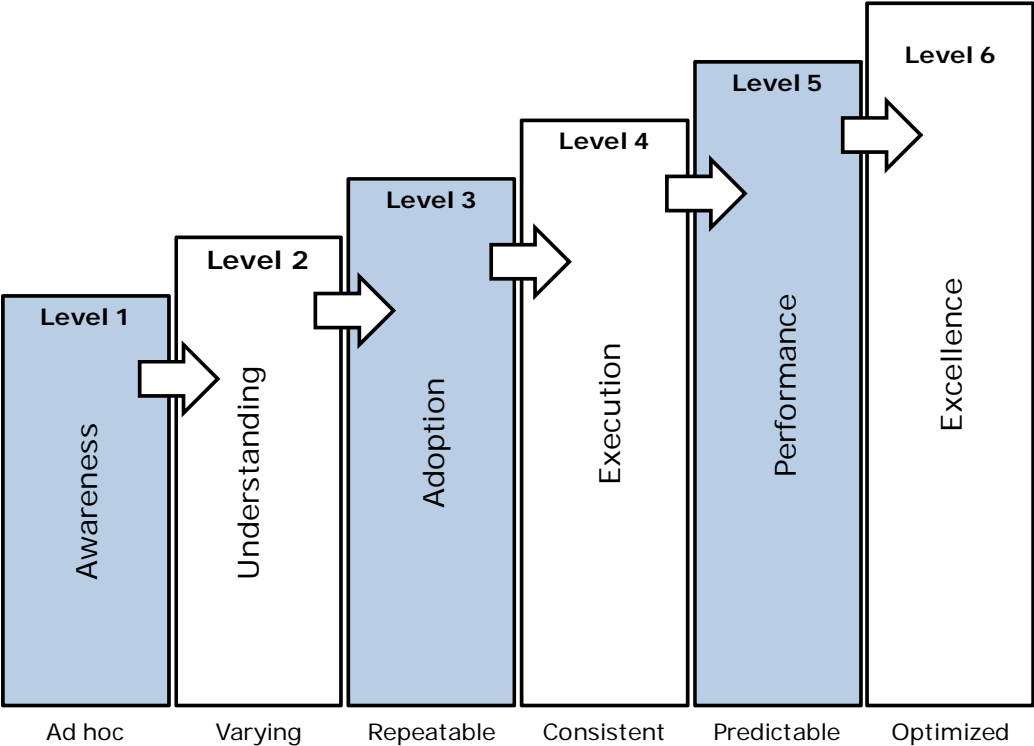 Level 1
Awareness
Ad hoc
Level 2
Understanding
Varying
Level 3
Adoption
Repeatable
Level 4
Execution
Consistent
Level 5
Performance
Predictable
Level 6
Excellence
Optimized